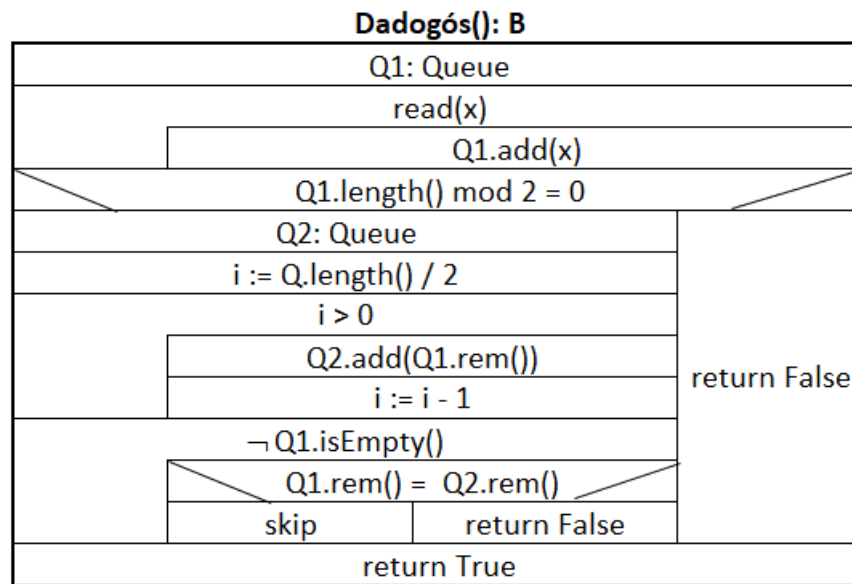 Dadogós(): B
Q1: Queue
read(x)
Q1.add(x)
Q1.length() mod 2 = 0
Q2: Queue
i := Q.length() / 2
i > 0
Q2.add(Q1.rem())
i := i - 1
return False
¬ Q1.isEmpty()
Q1.rem() = Q2.rem()
skip return False
return True